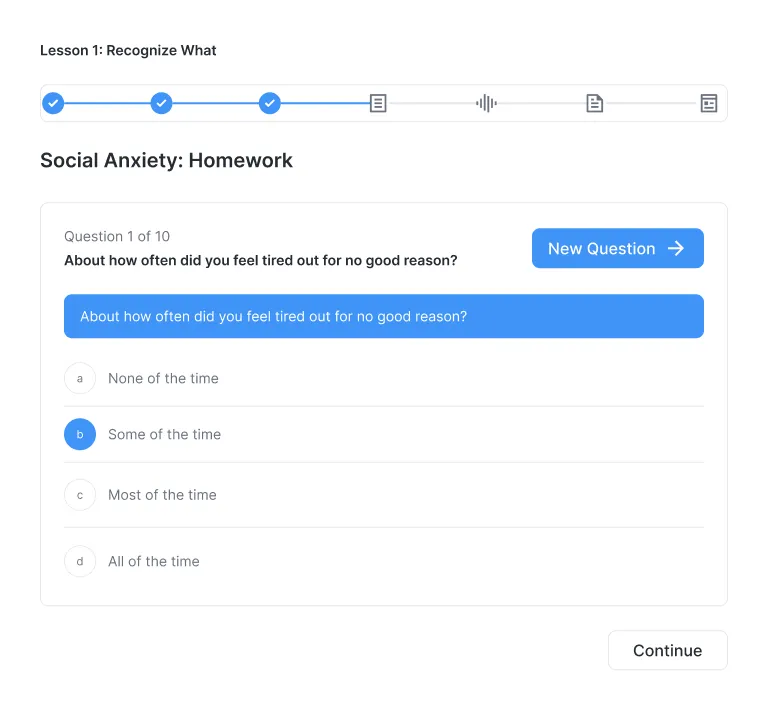 Lesson 1: Recognize What
Social Anxiety: Homework
Question 1 of 10
About how often did you feel tired out for no good reason?
New Question
About how often did you feel tired out for no good reason?
a None of the time
b Some of the time
c Most of the time
d All of the time
Continue